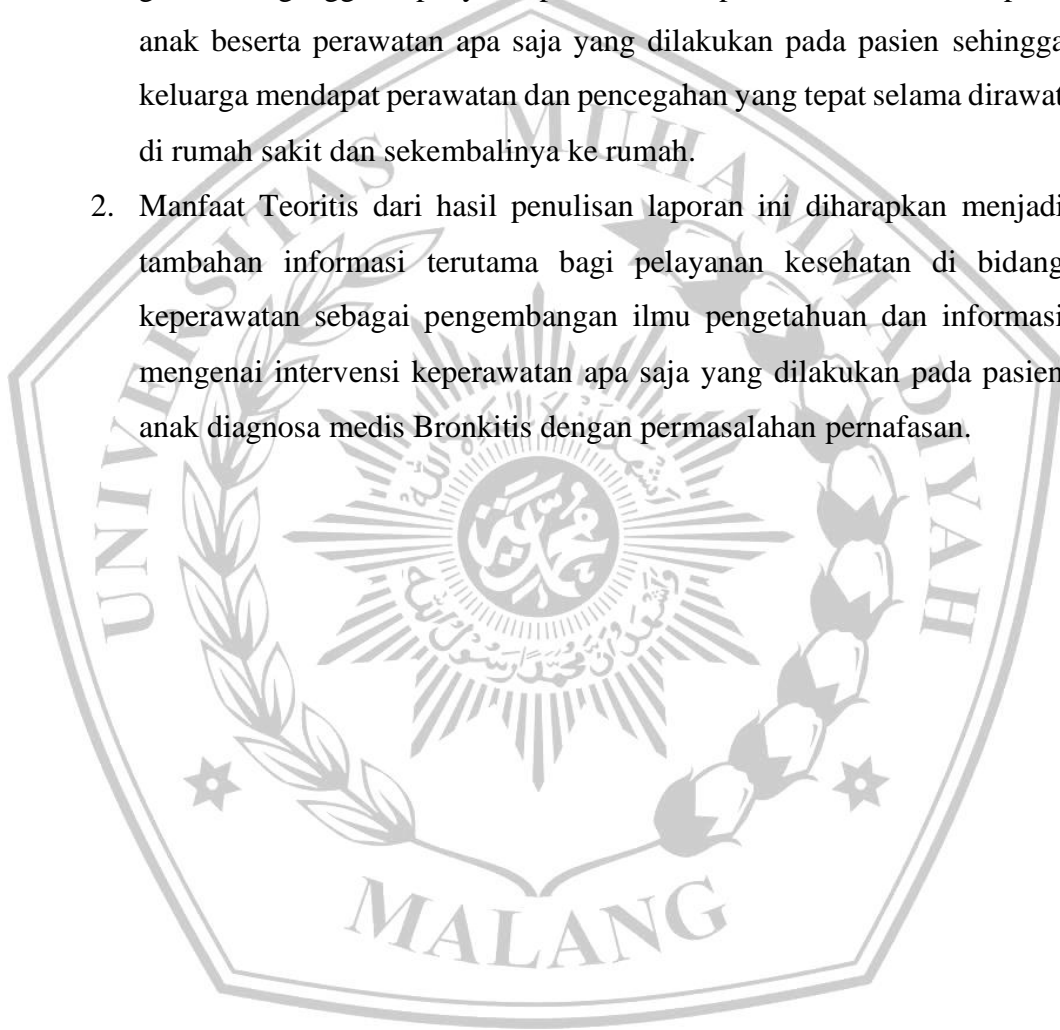 anak beserta perawatan apa saja yang dilakukan pada pasien sehingga
keluarga mendapat perawatan dan pencegahan yang tepat selama dirawat
di rumah sakit dan sekembalinya ke rumah.
2. Manfaat Teoritis dari hasil penulisan laporan ini diharapkan menjadi
tambahan informasi terutama bagi pelayanan kesehatan di bidang
keperawatan sebagai pengembangan ilmu pengetahuan dan informasi
mengenai intervensi keperawatan apa saja yang dilakukan pada pasien
anak diagnosa medis Bronkitis dengan permasalahan pernafasan.
UNIVERSITAS MUHAMMADIYAH
MALANG